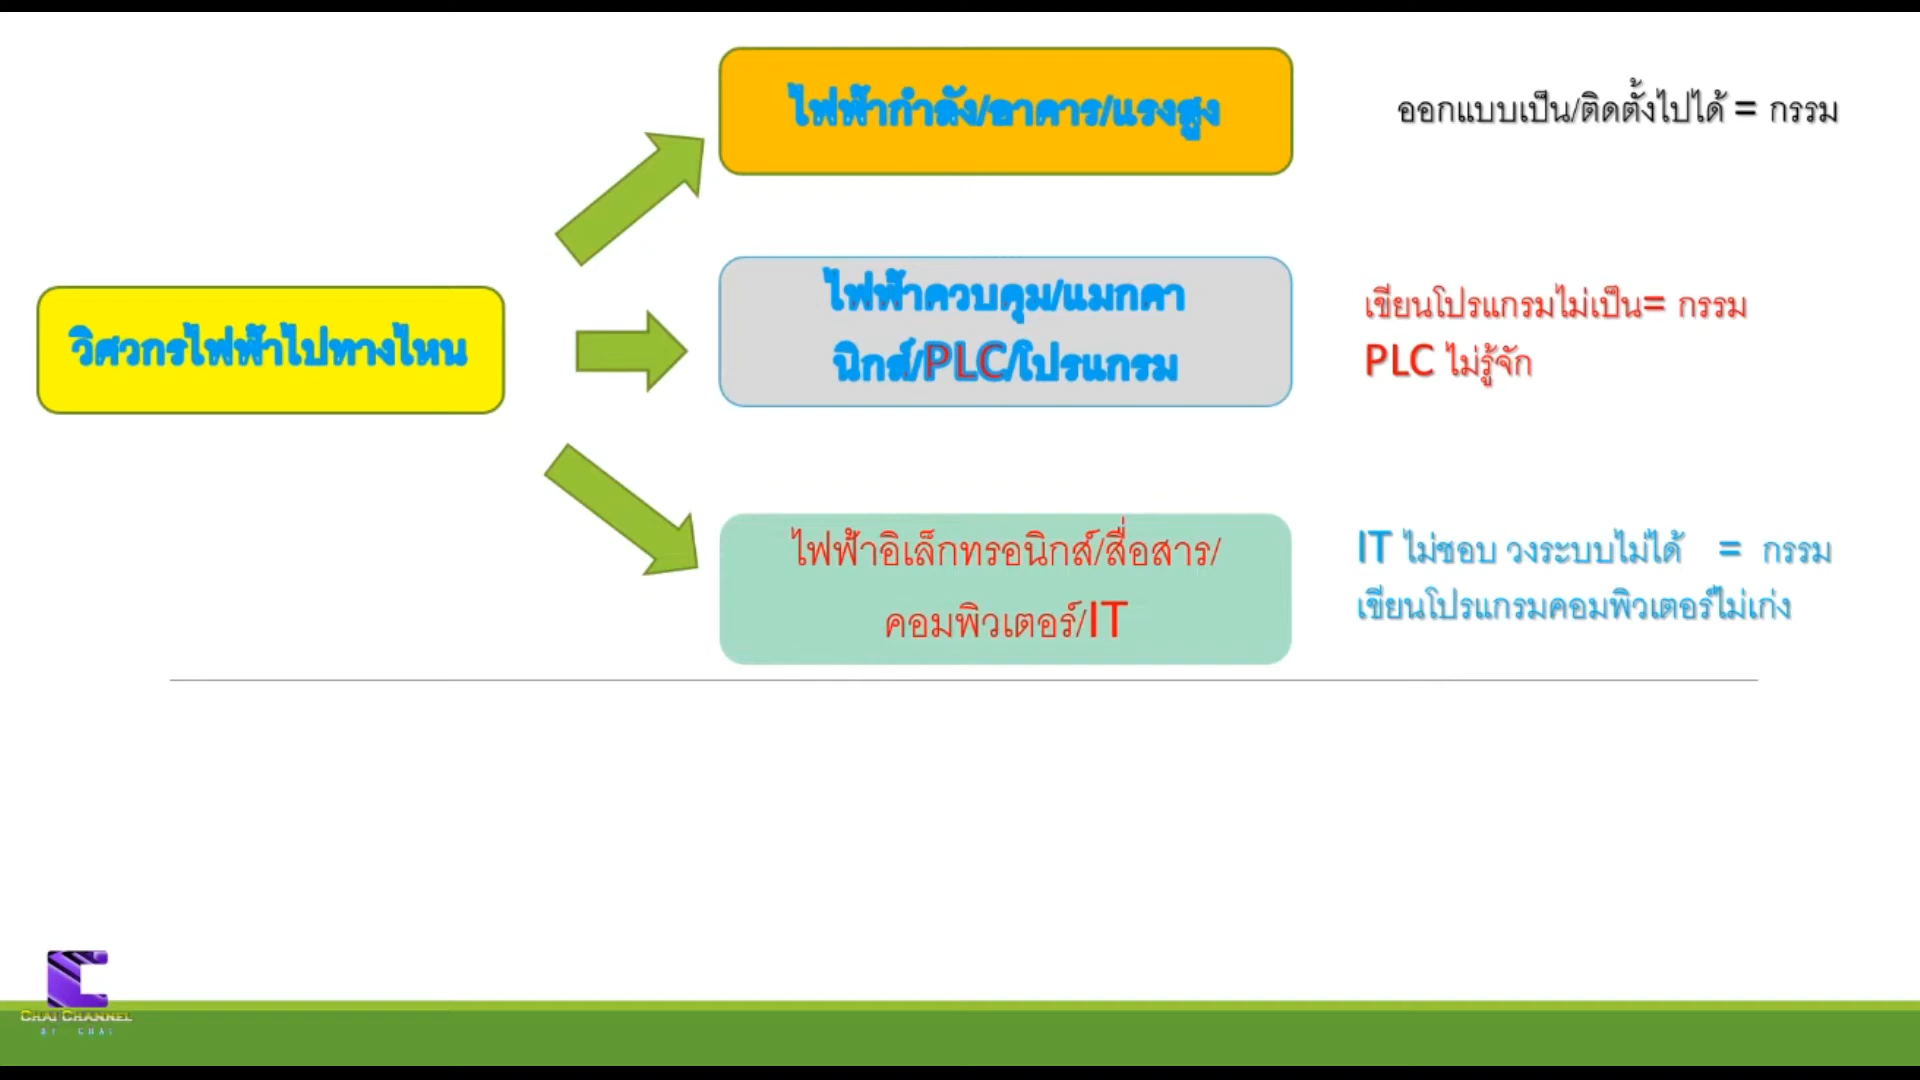 ไฟฟ้ากำลัง/อาคาร/แรงสูง
ออกแบบเป็น/ติดตั้งไปได้ = กรรม
วิศวกรไฟฟ้าไปทางไหน
ไฟฟ้าควบคุม/แมกคา
นิกส์/PLC/โปรแกรม
เขียนโปรแกรมไม่เป็น= กรรม
PLC ไม่รู้จัก
ไฟฟ้าอิเล็กทรอนิกส์/สื่อสาร/
คอมพิวเตอร์/IT
IT ไม่ชอบ วงระบบไม่ได้ = กรรม
เขียนโปรแกรมคอมพิวเตอร์ไม่เก่ง
CHAI CHANNEL
BY CHAI